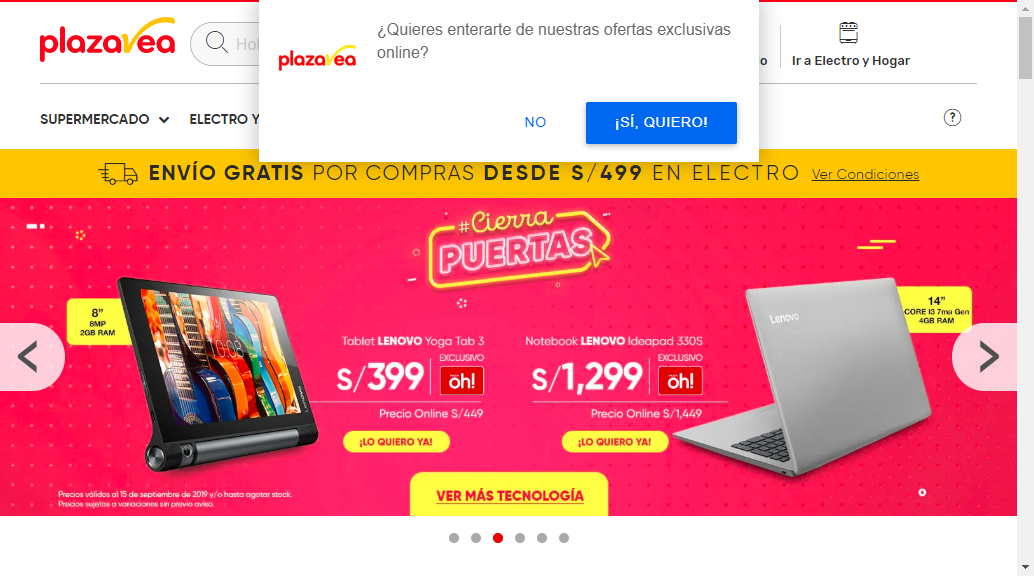 plazavea
¿Quieres enterarte de nuestras ofertas exclusivas
online?
plazavea
NO
¡SÍ, QUIERO!
Ir a Electro y Hogar
SUPERMERCADO
ELECTRO Y
?
ENVÍO GRATIS POR COMPRAS DESDE S/499 EN ELECTRO Ver Condiciones
#Cierra
PUERTAS
8"
8MP
2GB RAM
14"
CORE I3 7ma Gen
4GB RAM
Lenovo
Tablet LENOVO Yoga Tab 3
S/399
EXCLUSIVO
oh!
Precio Online S/449
¡LO QUIERO YA!
Notebook LENOVO Ideapad 330S
S/1,299
EXCLUSIVO
oh!
Precio Online S/1,449
¡LO QUIERO YA!
Precios válidos al 15 de septiembre de 2019 y/o hasta agotar stock.
Precios sujetos a variaciones sin previo aviso.
VER MÁS TECNOLOGÍA